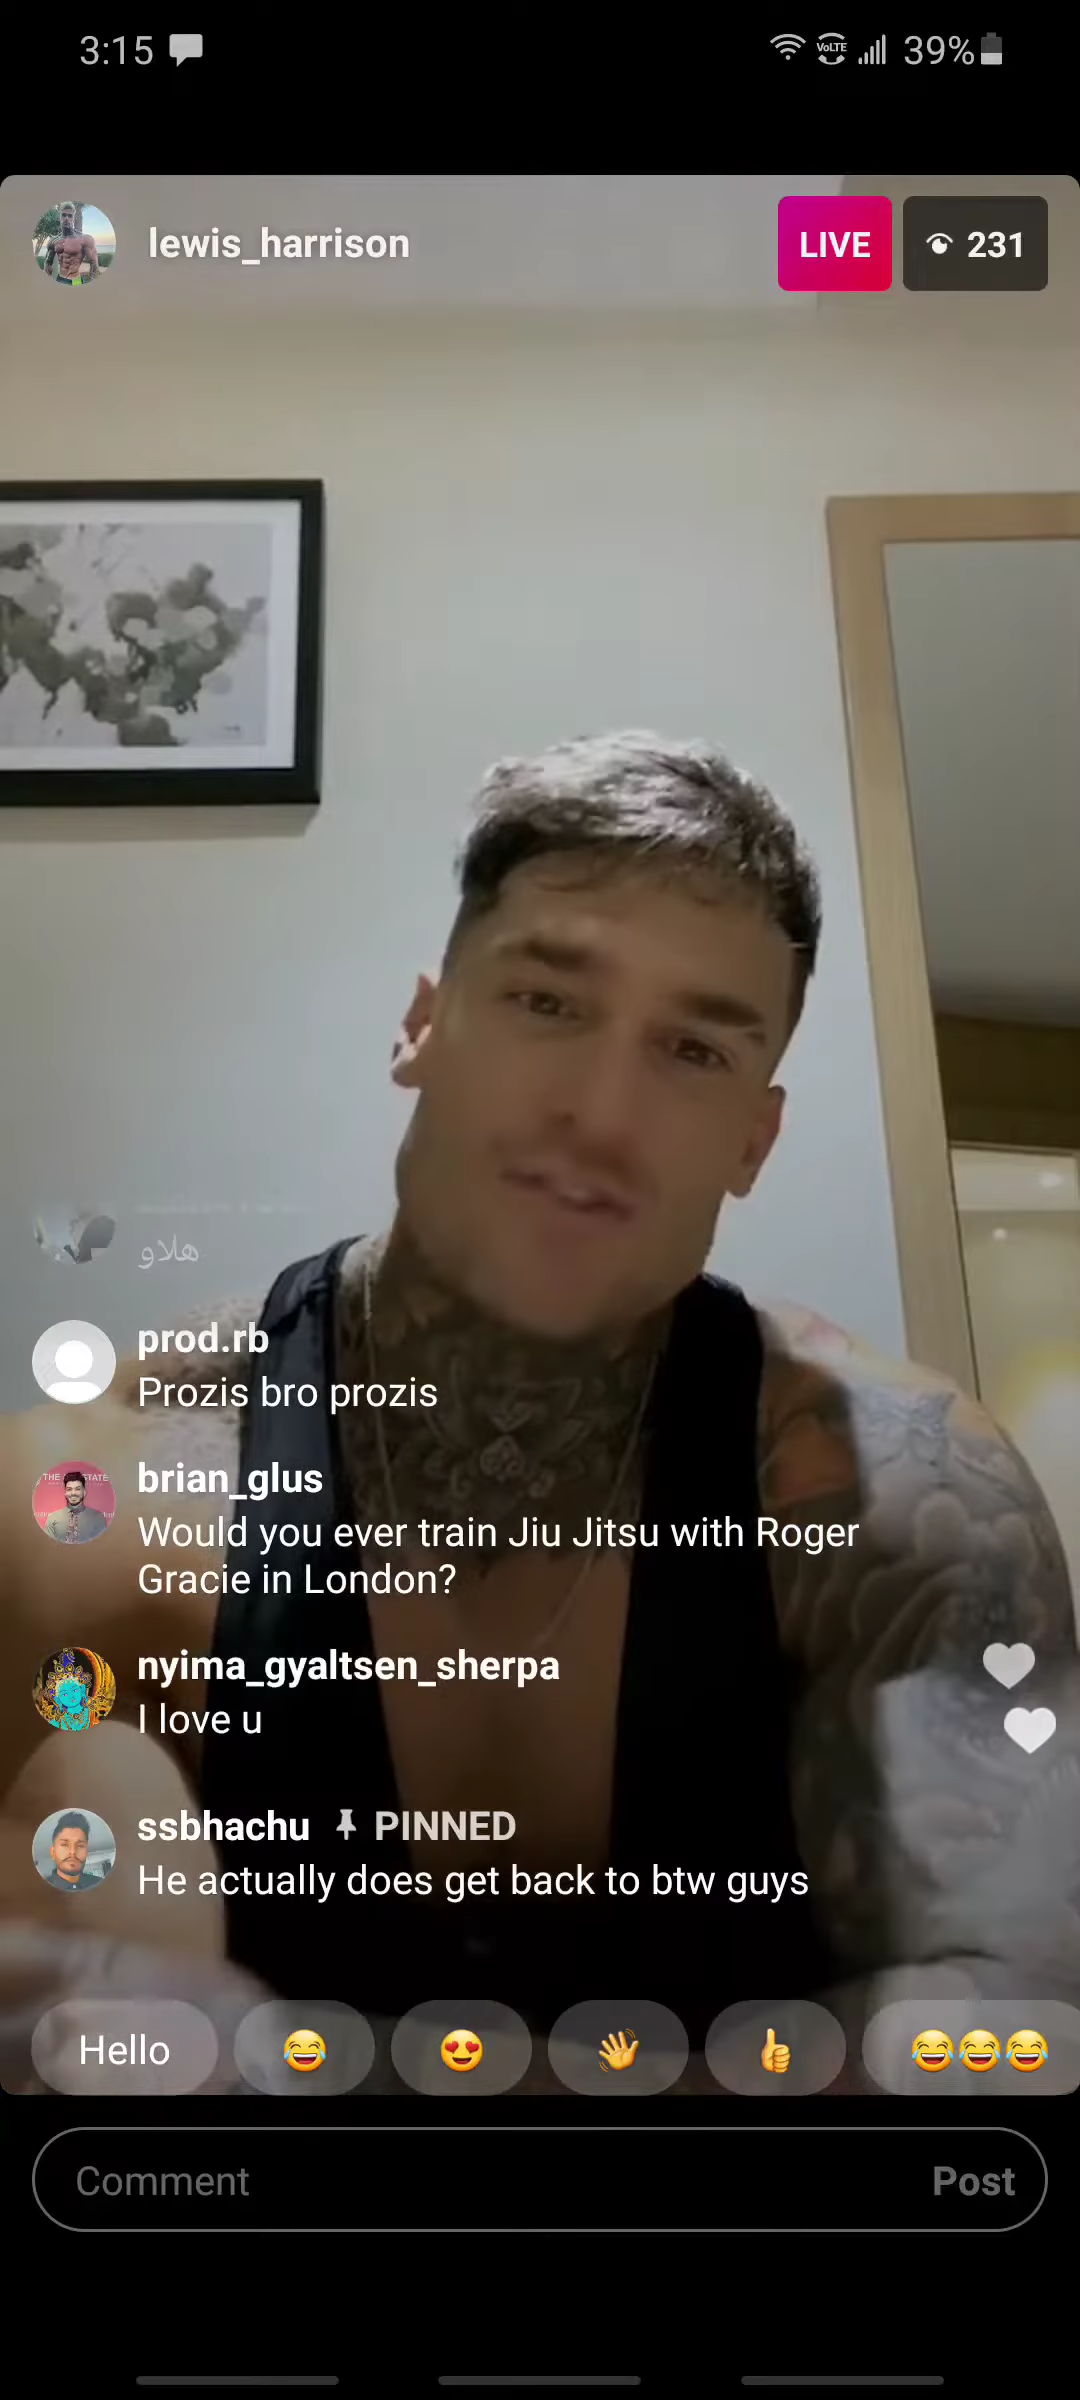 3:15
VoLTE
39%
lewis_harrison
LIVE
231
هلاو
prod.rb
Prozis bro prozis
brian_glus
Would you ever train Jiu Jitsu with Roger
Gracie in London?
nyima_gyaltsen_sherpa
I love u
ssbhachu PINNED
He actually does get back to btw guys
Hello
Comment
Post